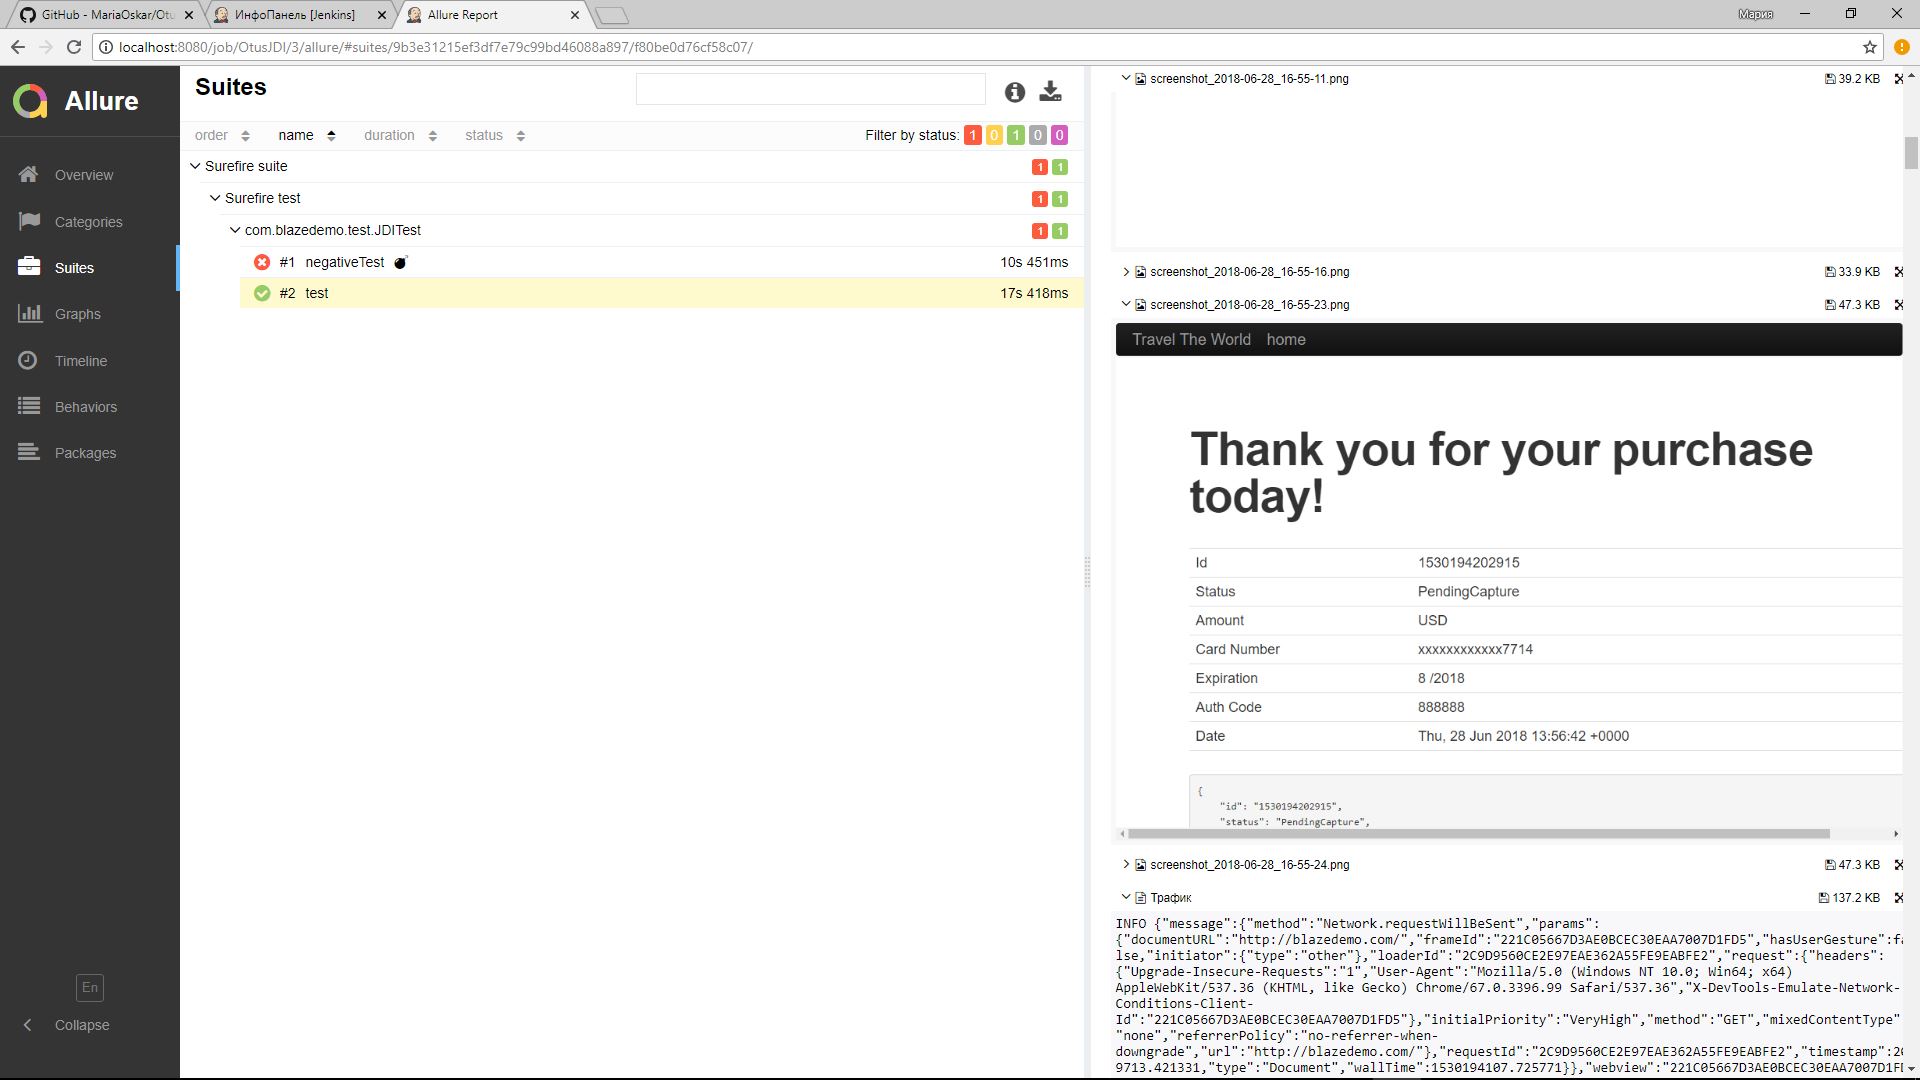 GitHub - MariaOskar/Otu
ИнфоПанель [Jenkins]
Allure Report
Мария
localhost:8080/job/OtusJDI/3/allure/#suites/9b3e31215ef3df7e79c99bd46088a897/f80be0d76cf58c07/
Allure
Overview
Categories
Suites
Graphs
Timeline
Behaviors
Packages
En
Collapse
Suites
order name duration status Filter by status: 1 0 1 0 0
Surefire suite 1 1
Surefire test 1 1
com.blazedemo.test.JDITest 1 1
#1 negativeTest 10s 451ms
#2 test 17s 418ms
screenshot_2018-06-28_16-55-11.png 39.2 KB
screenshot_2018-06-28_16-55-16.png 33.9 KB
screenshot_2018-06-28_16-55-23.png 47.3 KB
Travel The World home
Thank you for your purchase
today!
Id 1530194202915
Status PendingCapture
Amount USD
Card Number xxxxxxxxxxxx7714
Expiration 8 /2018
Auth Code 888888
Date Thu, 28 Jun 2018 13:56:42 +0000
{
"id": "1530194202915",
"status": "PendingCapture",
screenshot_2018-06-28_16-55-24.png 47.3 KB
Трафик 137.2 KB
INFO {"message":{"method":"Network.requestWillBeSent","params":
{"documentURL":"http://blazedemo.com/","frameId":"221C05667D3AE0BCEC30EAA7007D1FD5","hasUserGesture":fa
lse,"initiator":{"type":"other"},"loaderId":"2C9D9560CE2E97EAE362A55FE9EABFE2","request":{"headers":
{"Upgrade-Insecure-Requests":"1","User-Agent":"Mozilla/5.0 (Windows NT 10.0; Win64; x64)
AppleWebKit/537.36 (KHTML, like Gecko) Chrome/67.0.3396.99 Safari/537.36","X-DevTools-Emulate-Network-
Conditions-Client-
Id":"221C05667D3AE0BCEC30EAA7007D1FD5"},"initialPriority":"VeryHigh","method":"GET","mixedContentType"
"none","referrerPolicy":"no-referrer-when-
downgrade","url":"http://blazedemo.com/"},"requestId":"2C9D9560CE2E97EAE362A55FE9EABFE2","timestamp":20
9713.421331,"type":"Document","wallTime":1530194107.725771}},"webview":"221C05667D3AE0BCEC30EAA7007D1FD